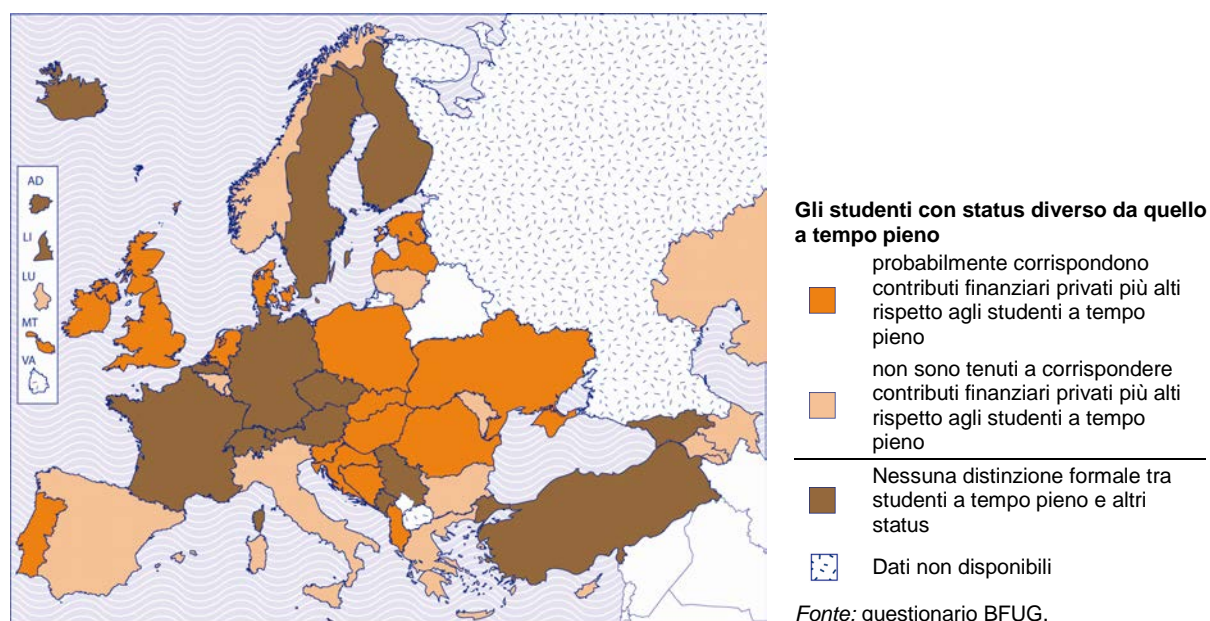 AD
LI
LU
MT
VA
Gli studenti con status diverso da quello
a tempo pieno
probabilmente corrispondono
contributi finanziari privati più alti
rispetto agli studenti a tempo
pieno
non sono tenuti a corrispondere
contributi finanziari privati più alti
rispetto agli studenti a tempo
pieno
Nessuna distinzione formale tra
studenti a tempo pieno e altri
status
Dati non disponibili
Fonte: questionario BFUG.